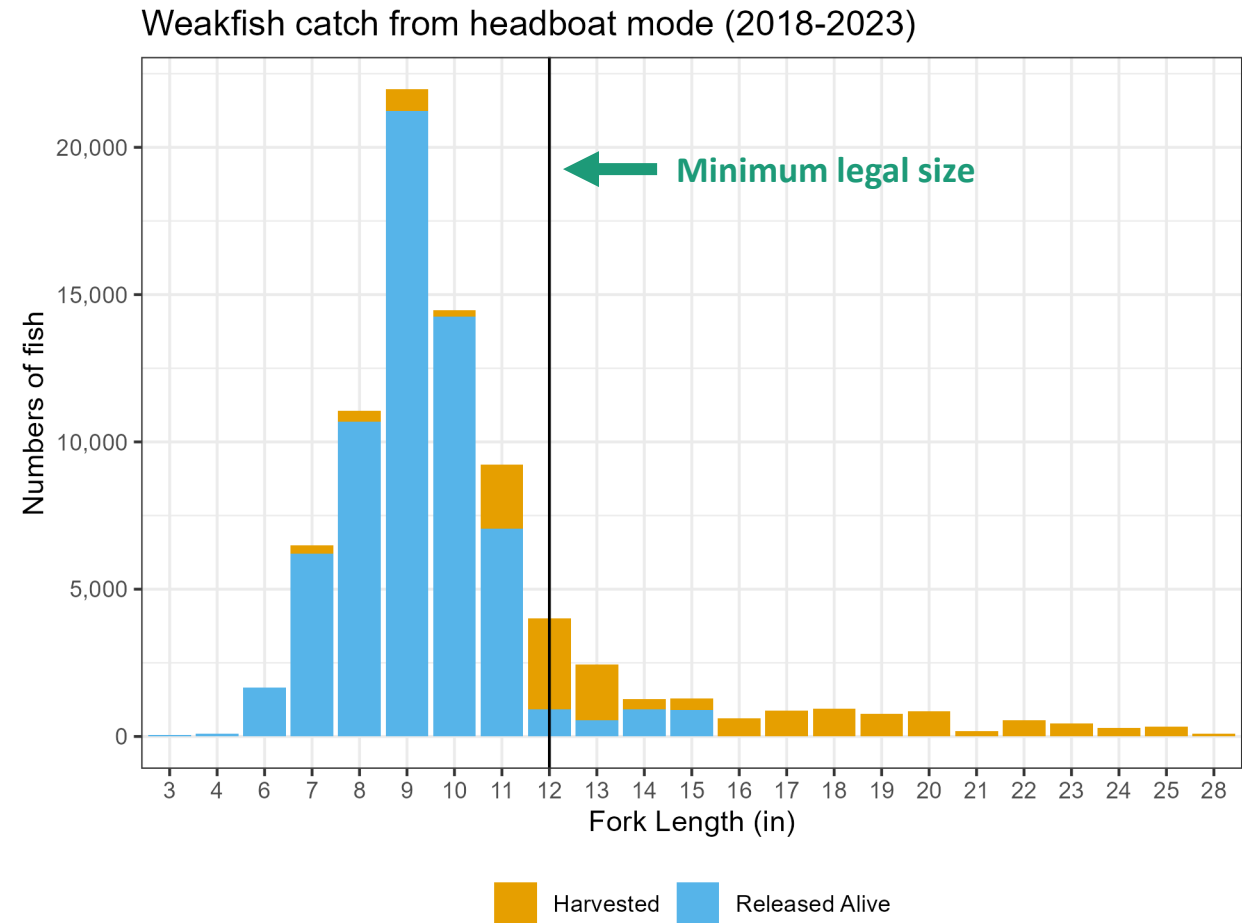 Weakfish catch from headboat mode (2018-2023)
20,000
15,000
10,000
5,000
0
Numbers of fish
Minimum legal size
3 4 6 7 8 9 10 11 12 13 14 15 16 17 18 19 20 21 22 23 24 25 28
Fork Length (in)
Harvested Released Alive